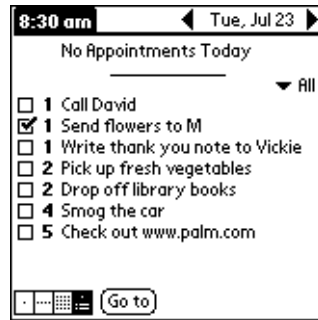 8:30 am Tue, Jul 23
No Appointments Today
All
1 Call David
1 Send flowers to M
1 Write thank you note to Vickie
2 Pick up fresh vegetables
2 Drop off library books
4 Smog the car
5 Check out www.palm.com
Go to